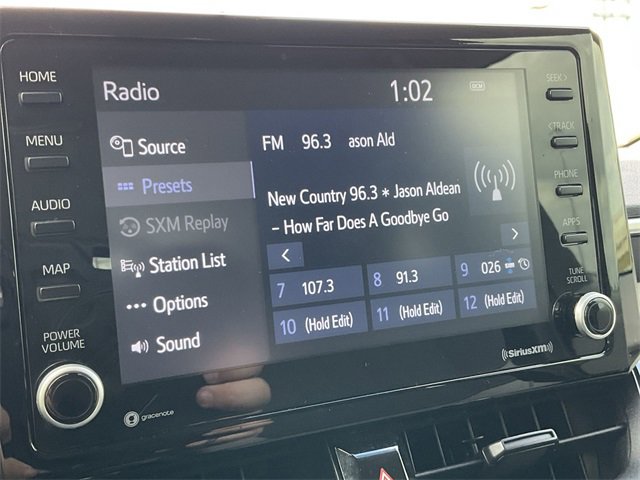 HOME
MENU
AUDIO
MAP
POWER
VOLUME
Radio
1:02
DCM
Source
Presets
SXM Replay
Station List
Options
Sound
FM 96.3 ason Ald
New Country 96.3 * Jason Aldean
– How Far Does A Goodbye Go
<
>
7 107.3
8 91.3
9 026
10 (Hold Edit)
11 (Hold Edit)
12 (Hold Edit)
SEEK >
< TRACK
PHONE
APPS
TUNE
SCROLL
gracenote
((SiriusXM))